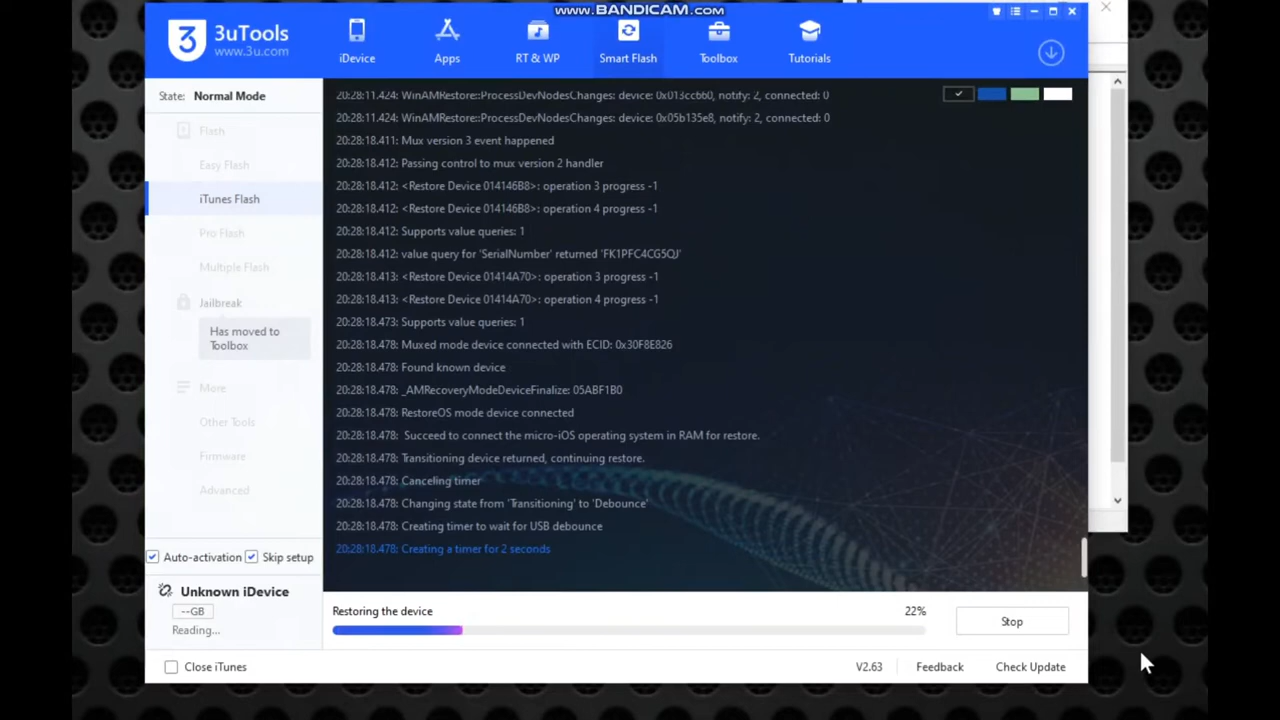 www.BANDICAM.com
3
3uTools
www.3u.com
iDevice
Apps
RT & WP
Smart Flash
Toolbox
Tutorials
State: Normal Mode
Flash
Easy Flash
iTunes Flash
Pro Flash
Multiple Flash
Jailbreak
Has moved to
Toolbox
More
Other Tools
Firmware
Advanced
Auto-activation
Skip setup
Unknown iDevice
--GB
Reading...
20:28:11.424: WinAMRestore::ProcessDevNodesChanges: device: 0x013cc660, notify: 2, connected: 0
20:28:11.424: WinAMRestore::ProcessDevNodesChanges: device: 0x05b135e8, notify: 2, connected: 0
20:28:18.411: Mux version 3 event happened
20:28:18.412: Passing control to mux version 2 handler
20:28:18.412: <Restore Device 014146B8>: operation 3 progress -1
20:28:18.412: <Restore Device 014146B8>: operation 4 progress -1
20:28:18.412: Supports value queries: 1
20:28:18.412: value query for 'SerialNumber' returned 'FK1PFC4CG5QJ'
20:28:18.413: <Restore Device 01414A70>: operation 3 progress -1
20:28:18.413: <Restore Device 01414A70>: operation 4 progress -1
20:28:18.473: Supports value queries: 1
20:28:18.478: Muxed mode device connected with ECID: 0x30F8E826
20:28:18.478: Found known device
20:28:18.478: _AMRecoveryModeDeviceFinalize: 05ABF1B0
20:28:18.478: RestoreOS mode device connected
20:28:18.478: Succeed to connect the micro-iOS operating system in RAM for restore.
20:28:18.478: Transitioning device returned, continuing restore.
20:28:18.478: Canceling timer
20:28:18.478: Changing state from 'Transitioning' to 'Debounce'
20:28:18.478: Creating timer to wait for USB debounce
20:28:18.478: Creating a timer for 2 seconds
Restoring the device
22%
Stop
Close iTunes
V2.63
Feedback
Check Update